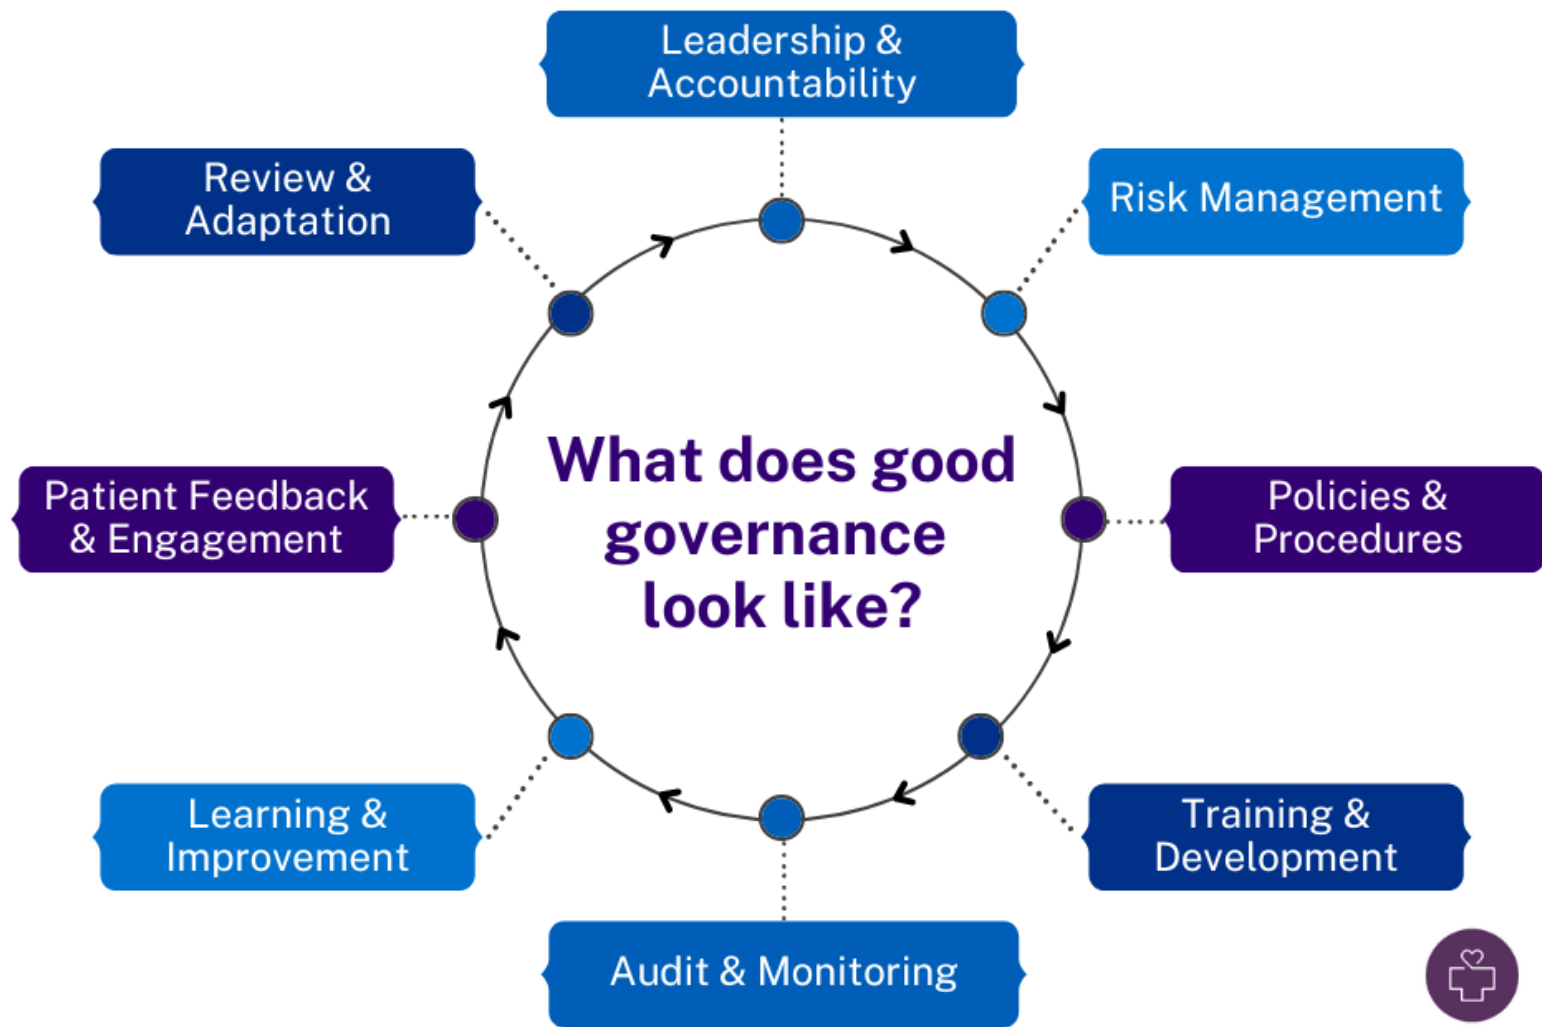 Leadership &
Accountability
Risk Management
Policies &
Procedures
Training &
Development
Audit & Monitoring
Learning &
Improvement
Patient Feedback
& Engagement
Review &
Adaptation
What does good
governance
look like?